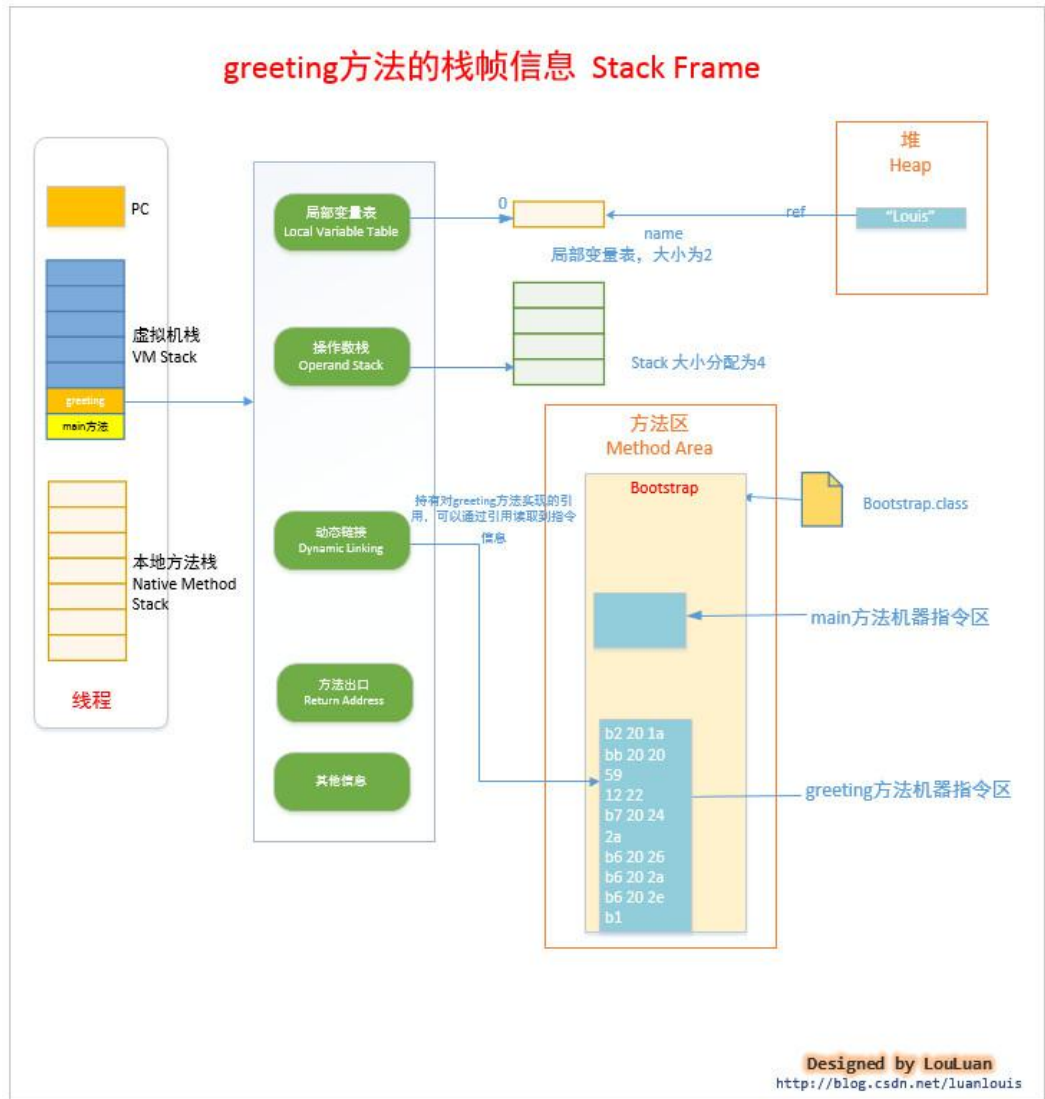 greeting方法的栈帧信息 Stack Frame
PC
虚拟机栈
VM Stack
greeting
main方法
本地方法栈
Native Method
Stack
线程
局部变量表
Local Variable Table
操作数栈
Operand Stack
动态链接
Dynamic Linking
方法出口
Return Address
其他信息
0
name
局部变量表，大小为2
ref
堆
Heap
“Louis”
Stack 大小分配为4
持有对greeting方法实现的引
用，可以通过引用读取到指令
信息
方法区
Method Area
Bootstrap
Bootstrap.class
main方法机器指令区
b2 20 1a
bb 20 20
59
12 22
b7 20 24
2a
b6 20 26
b6 20 2a
b6 20 2e
b1
greeting方法机器指令区
Designed by LouLuan
http://blog.csdn.net/luanlouis